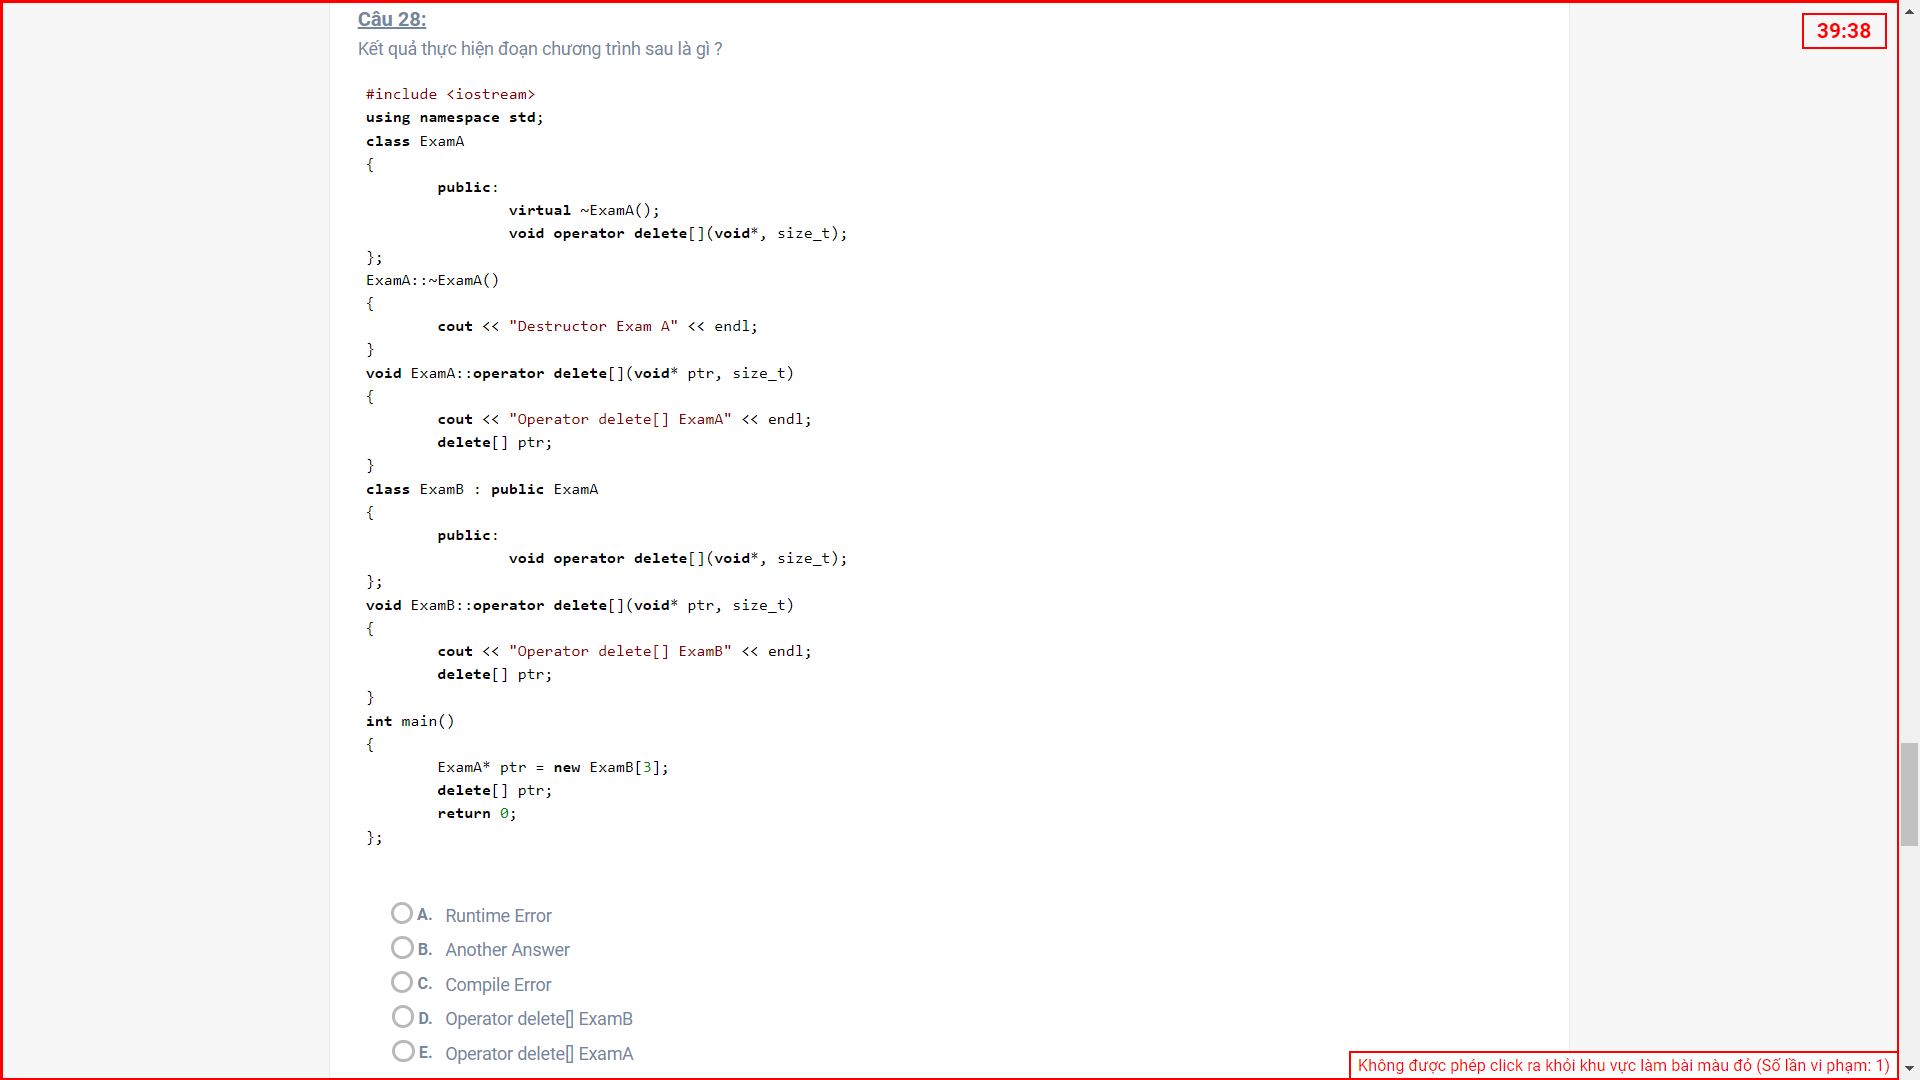 39:38
Câu 28:
Kết quả thực hiện đoạn chương trình sau là gì ?
#include <iostream>
using namespace std;
class ExamA
{
        public:
                virtual ~ExamA();
                void operator delete[](void*, size_t);
};
ExamA::~ExamA()
{
        cout << "Destructor Exam A" << endl;
}
void ExamA::operator delete[](void* ptr, size_t)
{
        cout << "Operator delete[] ExamA" << endl;
        delete[] ptr;
}
class ExamB : public ExamA
{
        public:
                void operator delete[](void*, size_t);
};
void ExamB::operator delete[](void* ptr, size_t)
{
        cout << "Operator delete[] ExamB" << endl;
        delete[] ptr;
}
int main()
{
        ExamA* ptr = new ExamB[3];
        delete[] ptr;
        return 0;
};
A. Runtime Error
B. Another Answer
C. Compile Error
D. Operator delete[] ExamB
E. Operator delete[] ExamA
Không được phép click ra khỏi khu vực làm bài màu đỏ (Số lần vi phạm: 1)